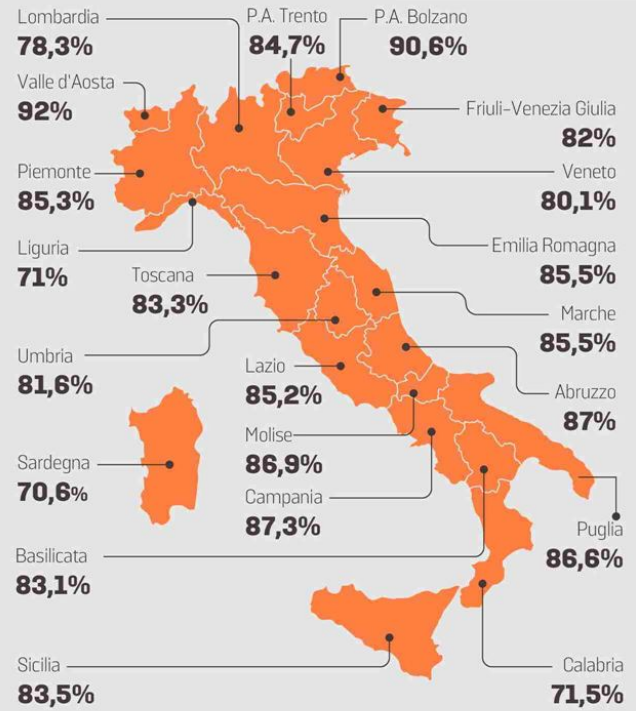 Lombardia
78,3%
P.A. Trento
84,7%
P.A. Bolzano
90,6%
Valle d'Aosta
92%
Friuli-Venezia Giulia
82%
Piemonte
85,3%
Veneto
80,1%
Liguria
71%
Emilia Romagna
85,5%
Toscana
83,3%
Marche
85,5%
Umbria
81,6%
Lazio
85,2%
Abruzzo
87%
Molise
86,9%
Sardegna
70,6%
Campania
87,3%
Puglia
86,6%
Basilicata
83,1%
Sicilia
83,5%
Calabria
71,5%